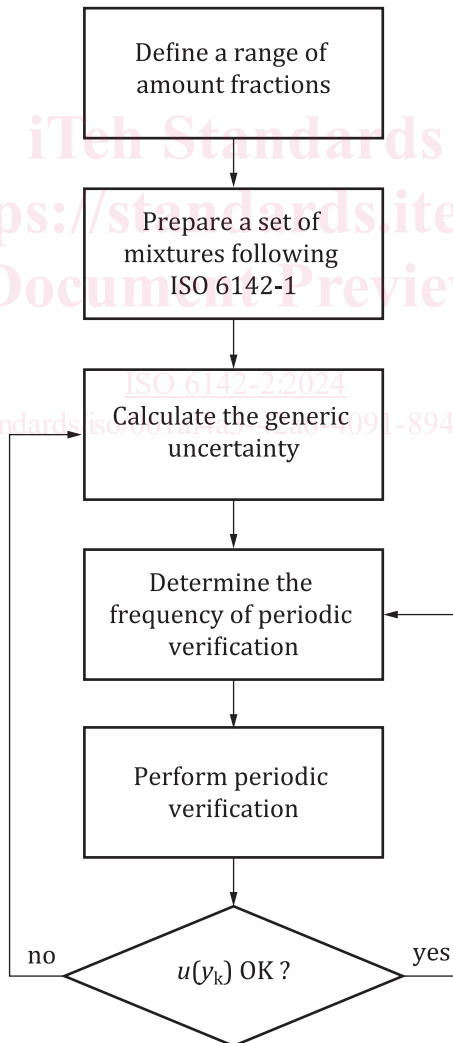 Define a range of
amount fractions
iTeh Standards
Prepare a set of
ps://standards.ite
mixtures following
Document Preview
ISO 6142-1
ISO 6142-2:2024
Calculate the generic
uncertainty
Determine the
frequency of periodic
verification
Perform periodic
verification
no
u(yk) OK ?
yes